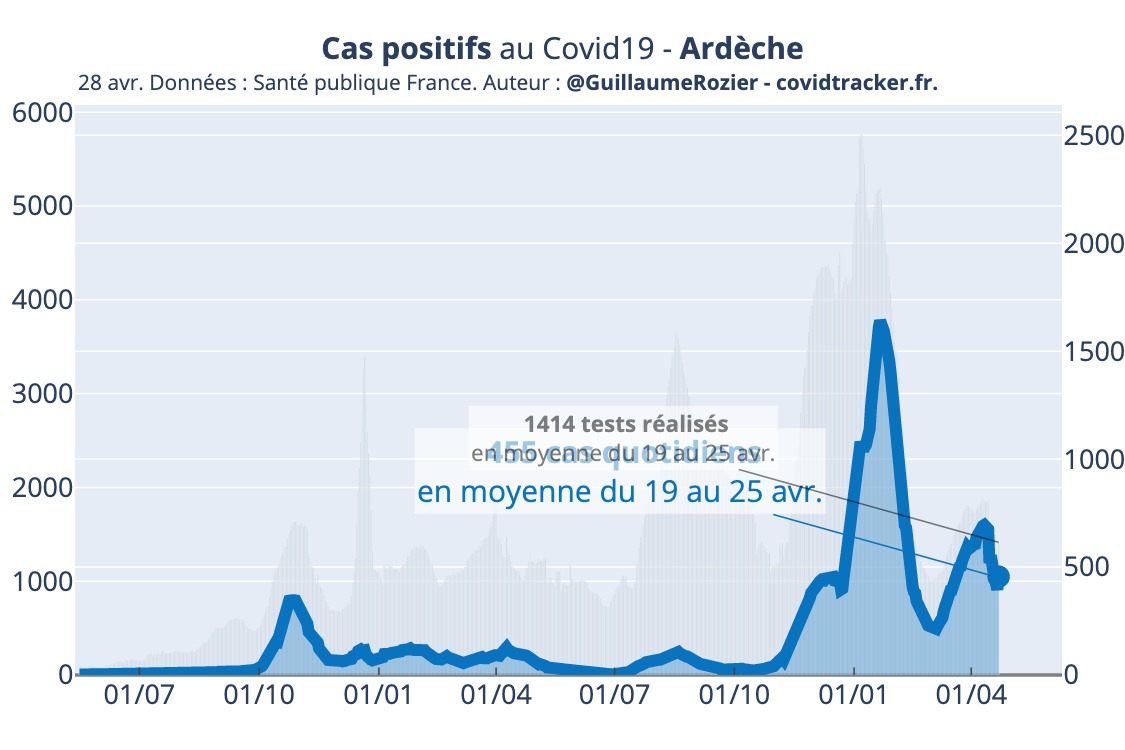 Cas positifs au Covid19 - Ardèche
28 avr. Données : Santé publique France. Auteur : @GuillaumeRozier - covidtracker.fr.
6000
5000
4000
3000
2000
1000
0
2500
2000
1500
1000
500
0
1414 tests réalisés
en moyenne du 19 au 25 avr.
455 cas quotidiens
en moyenne du 19 au 25 avr.
01/07 01/10 01/01 01/04 01/07 01/10 01/01 01/04